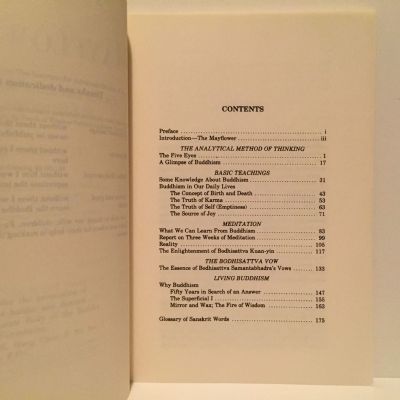 CONTENTS
Preface i
Introduction—The Mayflower iii
THE ANALYTICAL METHOD OF THINKING
The Five Eyes 1
A Glimpse of Buddhism 17
BASIC TEACHINGS
Some Knowledge About Buddhism 31
Buddhism in Our Daily Lives
The Concept of Birth and Death 43
The Truth of Karma 53
The Truth of Self (Emptiness) 63
The Source of Joy 71
MEDITATION
What We Can Learn From Buddhism 83
Report on Three Weeks of Meditation 99
Reality 105
The Enlightenment of Bodhisattva Kuan-yin 117
THE BODHISATTVA VOW
The Essence of Bodhisattva Samantabhadra's Vows 133
LIVING BUDDHISM
Why Buddhism
Fifty Years in Search of an Answer 147
The Superficial I 155
Mirror and Wax; The Fire of Wisdom 163
Glossary of Sanskrit Words 175